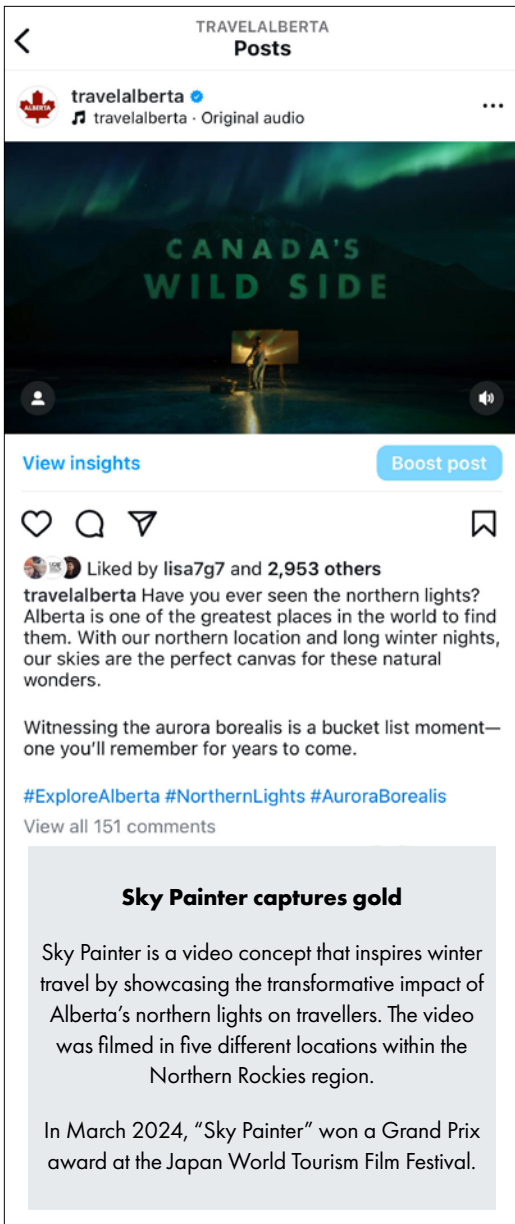 TRAVELALBERTA
Posts
ALBERTA
travelalberta
travelalberta · Original audio
CANADA'S
WILD SIDE
View insights
Boost post
Liked by lisa7g7 and 2,953 others
travelalberta Have you ever seen the northern lights?
Alberta is one of the greatest places in the world to find
them. With our northern location and long winter nights,
our skies are the perfect canvas for these natural
wonders.
Witnessing the aurora borealis is a bucket list moment—
one you'll remember for years to come.
#ExploreAlberta #NorthernLights #AuroraBorealis
View all 151 comments
Sky Painter captures gold
Sky Painter is a video concept that inspires winter
travel by showcasing the transformative impact of
Alberta's northern lights on travellers. The video
was filmed in five different locations within the
Northern Rockies region.
In March 2024, "Sky Painter" won a Grand Prix
award at the Japan World Tourism Film Festival.